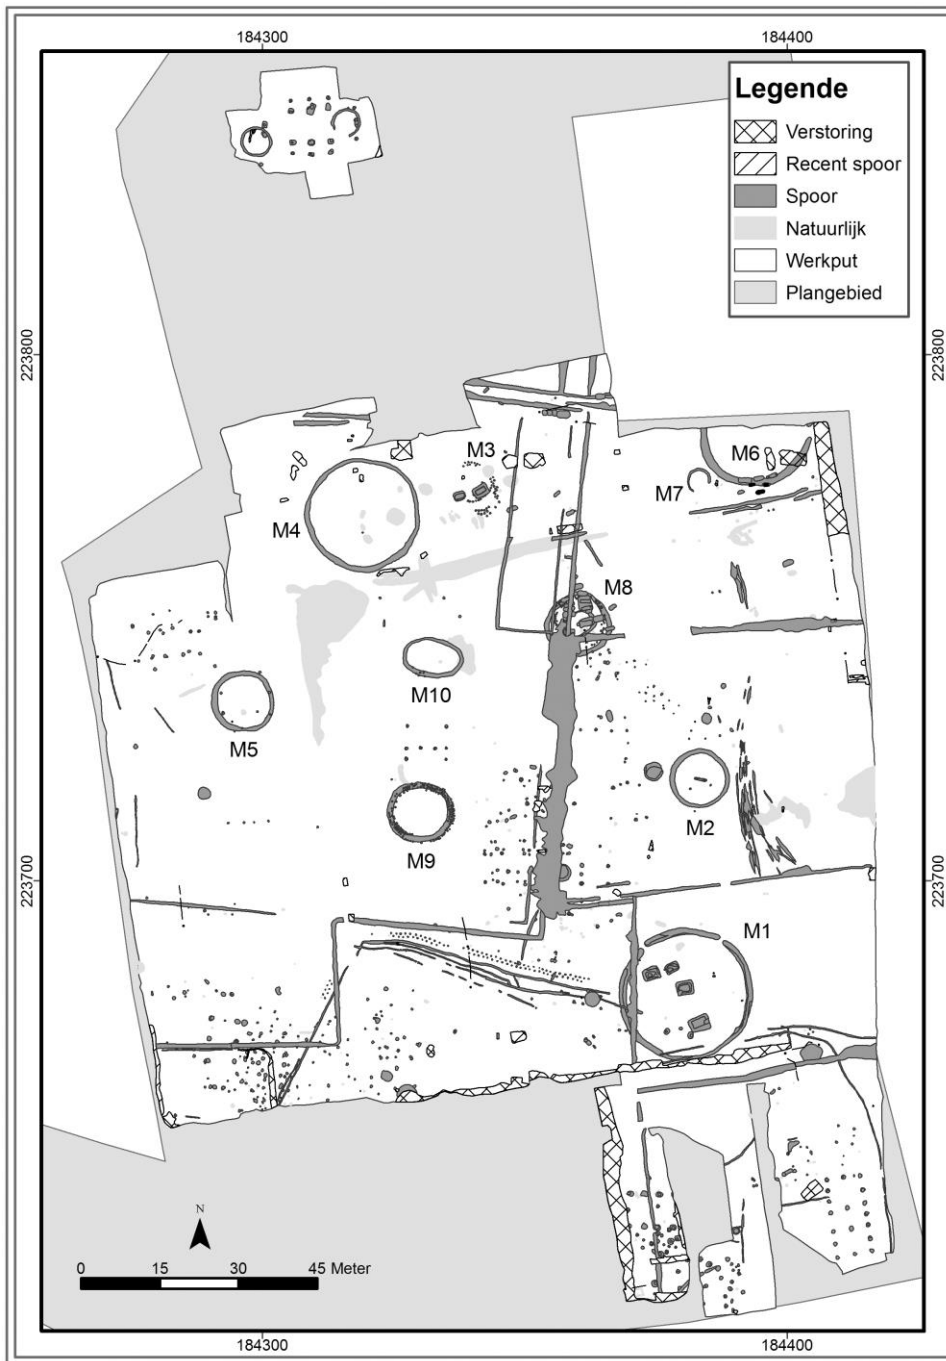 184300
184400
Legende
Verstoring
Recent spoor
Spoor
Natuurlijk
Werkput
Plangebied
223800
223800
M3
M6
M7
M4
M8
M10
M5
M2
M9
223700
223700
M1
N
0 15 30 45 Meter
184300
184400